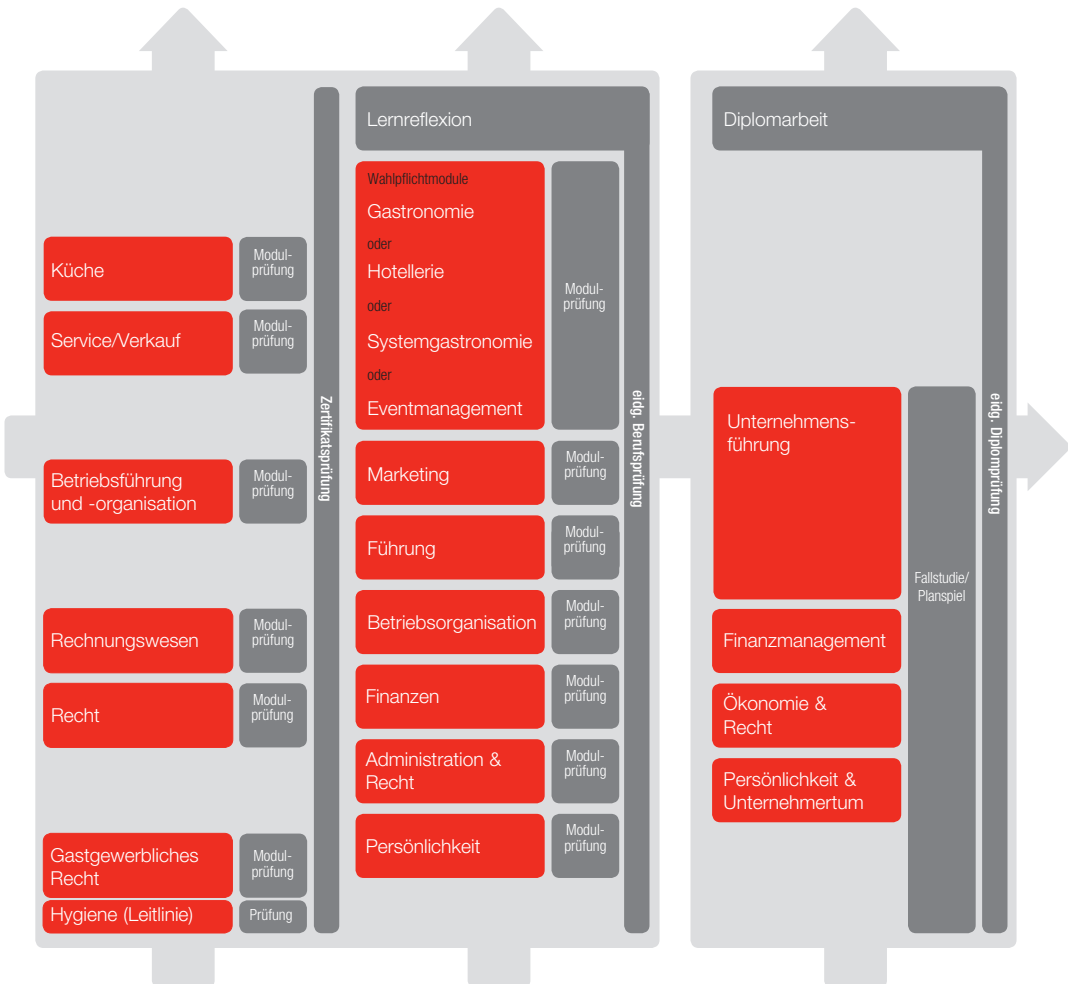 Küche
Modul-
prüfung
Service/Verkauf
Modul-
prüfung
Betriebsführung
und -organisation
Modul-
prüfung
Rechnungswesen
Modul-
prüfung
Recht
Modul-
prüfung
Gastgewerbliches
Recht
Modul-
prüfung
Hygiene (Leitlinie)
Prüfung
Zertifikatsprüfung
Lernreflexion
Wahlpflichtmodule
Gastronomie
oder
Hotellerie
oder
Systemgastronomie
oder
Eventmanagement
Modul-
prüfung
Marketing
Modul-
prüfung
Führung
Modul-
prüfung
Betriebsorganisation
Modul-
prüfung
Finanzen
Modul-
prüfung
Administration &
Recht
Modul-
prüfung
Persönlichkeit
Modul-
prüfung
eidg. Berufsprüfung
Diplomarbeit
Unternehmens-
führung
Finanzmanagement
Ökonomie &
Recht
Persönlichkeit &
Unternehmertum
Fallstudie/
Planspiel
eidg. Diplomprüfung